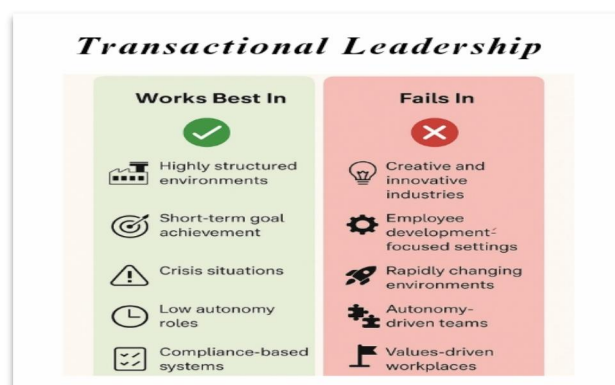 Transactional Leadership
Works Best In
Highly structured
environments
Short-term goal
achievement
Crisis situations
Low autonomy
roles
Compliance-based
systems
Fails In
Creative and
innovative
industries
Employee
development-
focused settings
Rapidly changing
environments
Autonomy-
driven teams
Values-driven
workplaces